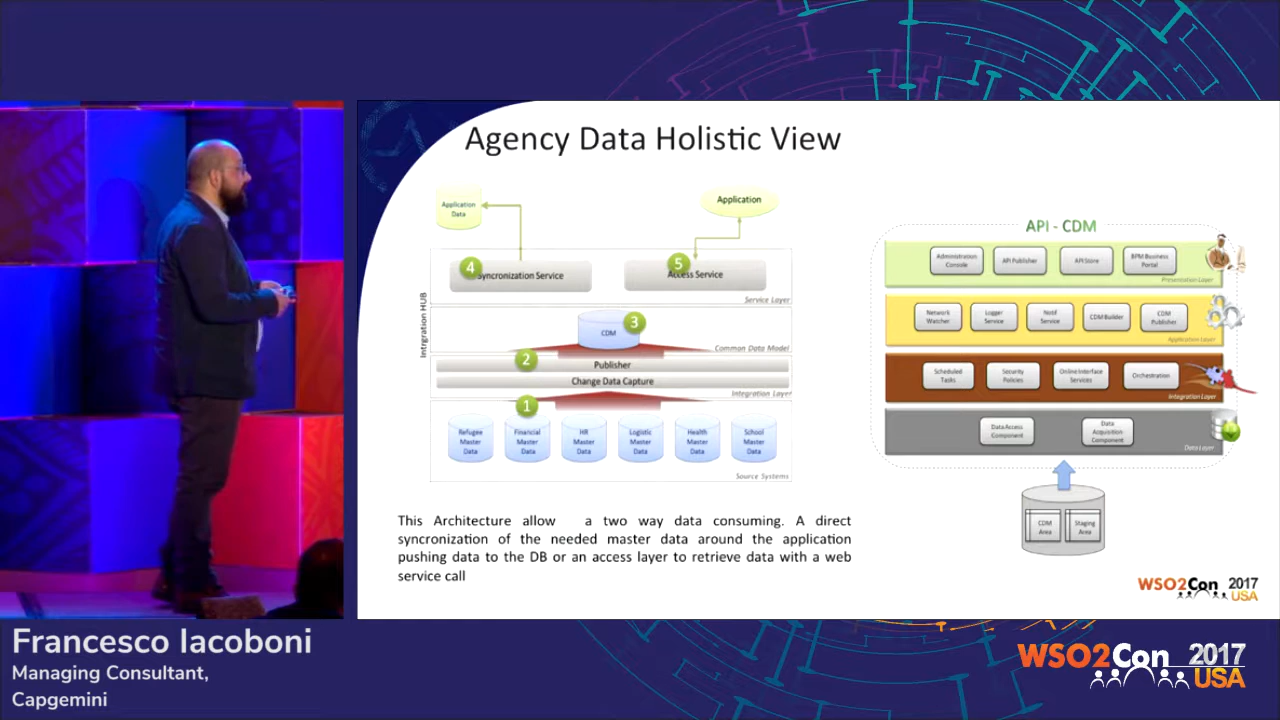 Agency Data Holistic View
Application
Data
Application
4
Syncronization Service
5
Access Service
Service Layer
Intrgration HUB
CDM
3
Common Data Model
2
Publisher
Change Data Capture
Integration Layer
1
Refugee
Master
Data
Financial
Master
Data
HR
Master
Data
Logistic
Master
Data
Health
Master
Data
School
Master
Data
Source Systems
This Architecture allow a two way data consuming. A direct
syncronization of the needed master data around the application
pushing data to the DB or an access layer to retrieve data with a web
service call
API - CDM
Administration
Console
API Publisher
API Store
BPM Business
Portal
Presentation Layer
Network
Watcher
Logger
Service
Notif
Service
CDM Builder
CDM
Publisher
Application Layer
Scheduled
Tasks
Security
Policies
Online Interface
Services
Orchestration
Integration Layer
Data Access
Component
Data
Acquisition
Component
Data Layer
CDM
Area
Staging
Area
WSO2Con 2017
USA
Francesco Iacoboni
Managing Consultant,
Capgemini
WSO2Con 2017
USA